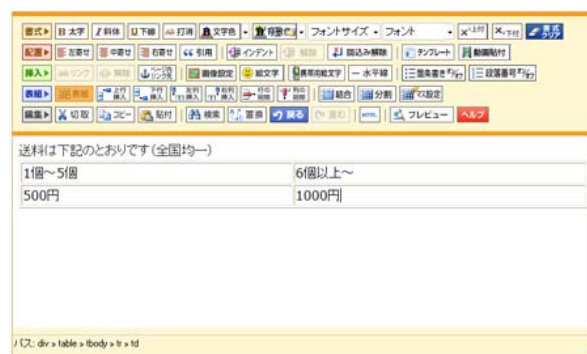 書式▶ B 太字 I 斜体 U 下線 打消 A 文字色 背景色 フォントサイズ フォント ×上付 ×下付 書式クリア
配置▶ 左寄せ 中寄せ 右寄せ 引用 インデント 解除 回込み解除 テンプレート 動画貼付
挿入▶ リンク 解除 ページ内リンク先 画像設定 絵文字 携帯用絵文字 水平線 箇条書きオン/オフ 段落番号オン/オフ
表組▶ 表組 上行挿入 下行挿入 左列挿入 右列挿入 行の削除 列の削除 結合 分割 マス設定
編集▶ 切取 コピー 貼付 検索 置換 戻る 進む HTML プレビュー ヘルプ
送料は下記のとおりです(全国均一)
1個～5個 6個以上～
500円 1000円
パス: div » table » tbody » tr » td